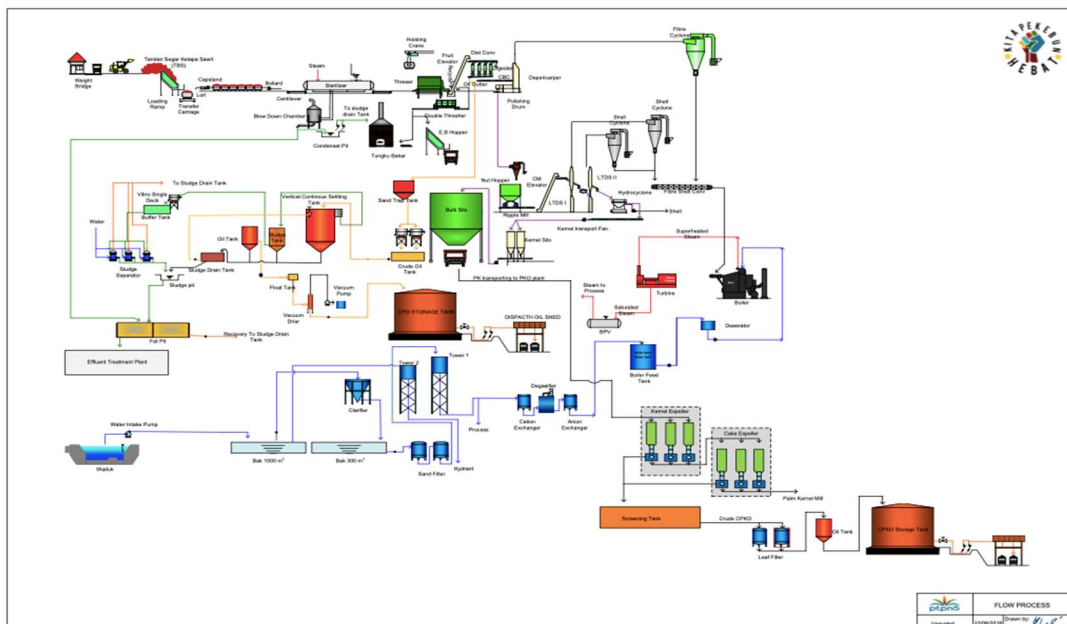 KITAPEKEBUN
HEBAT
Weight
Bridge
Tandan Segar Kelapa Sawit
(TBS)
Loading
Ramp
Transfer
Carriage
Capstand
Lori
Bollard
Cantilever
Steam
Sterilizer
Blow Down Chamber
Condensat Pit
To sludge
drain Tank
Tungku Bakar
Hoisting
Crane
Thresser
Double Thresher
E.B Hopper
Fruit
Elevator
Dist Conv
Digester
CBC
Depericarper
Polishing
Drum
Fibre
Cyclone
Shell
Cyclone
Shell
Cyclone
LTDS II
LTDS I
CM
Elevator
Nut Hopper
Ripple Mill
Hydrocyclone
Shell
Fibre Shell Conv
Kernel transport Fan
Kernel Silo
Bulk Silo
PK transporting to PKO plant
To Sludge Drain Tank
Vibro Single
Deck
Buffer Tank
Water
Sludge
Separator
Sludge pit
Sludge Drain Tank
Oil Tank
Sludge
Tank
Vertical Continous Settling
Tank
Sand Trap Tank
Crude Oil
Tank
Float Tank
Vacuum
Drier
Vacuum
Pump
CPO STORAGE TANK
DISPACTH OIL SHED
Fat Pit
Recovery To Sludge Drain
Tank
Effluent Treatment Plant
Superheated
Steam
Turbine
Boiler
Steam to
Process
Saturated
Steam
BPV
Deaerator
Boiler Feed
Tank
Waduk
Water Intake Pump
Bak 1000 m³
Bak 300 m³
Clarifier
Sand Filter
Tower 2
Tower 1
Hydrant
Process
Cation
Exchanger
Degasifier
Anion
Exchanger
Kernel Expeller
Cake Expeller
Palm Kernel Mill
Screening Tank
Crude CPKO
Leaf Filter
Oil Tank
CPKO Storage Tank
ptpn5
FLOW PROCESS
Drawn by: